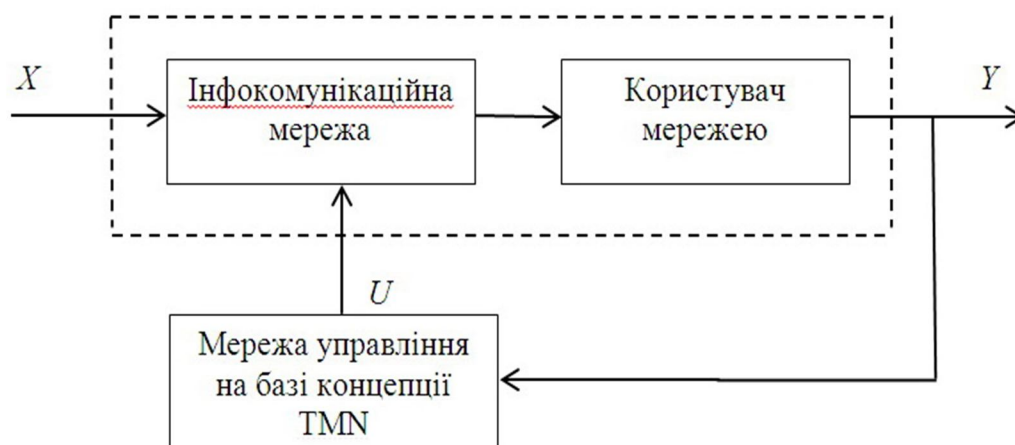 X
Інфокомунікаційна
мережа
Користувач
мережею
Y
U
Мережа управління
на базі концепції
TMN